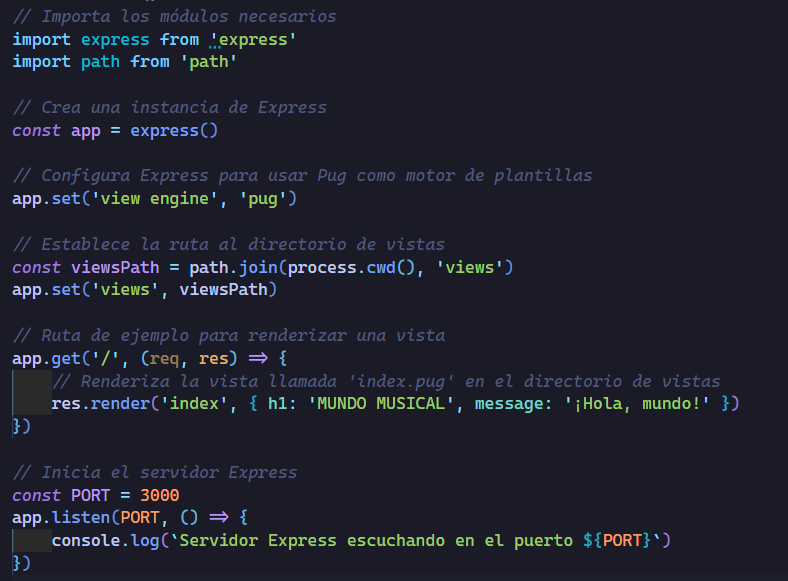 // Importa los módulos necesarios
import express from 'express'
import path from 'path'
// Crea una instancia de Express
const app = express()
// Configura Express para usar Pug como motor de plantillas
app.set('view engine', 'pug')
// Establece la ruta al directorio de vistas
const viewsPath = path.join(process.cwd(), 'views')
app.set('views', viewsPath)
// Ruta de ejemplo para renderizar una vista
app.get('/', (req, res) => {
// Renderiza la vista llamada 'index.pug' en el directorio de vistas
res.render('index', { h1: 'MUNDO MUSICAL', message: '¡Hola, mundo!' })
})
// Inicia el servidor Express
const PORT = 3000
app.listen(PORT, () => {
console.log(`Servidor Express escuchando en el puerto ${PORT}`)
})